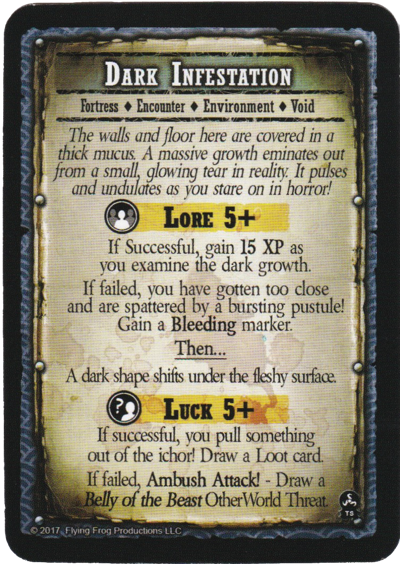 DARK INFESTATION
Fortress ♦ Encounter ♦ Environment ♦ Void
The walls and floor here are covered in a
thick mucus. A massive growth eminates out
from a small, glowing tear in reality. It pulses
and undulates as you stare on in horror!
LORE 5+
If Successful, gain 15 XP as
you examine the dark growth.
If failed, you have gotten too close
and are spattered by a bursting pustule!
Gain a Bleeding marker.
Then...
A dark shape shifts under the fleshy surface.
?
LUCK 5+
If successful, you pull something
out of the ichor! Draw a Loot card.
If failed, Ambush Attack! - Draw a
Belly of the Beast OtherWorld Threat.
© 2017 Flying Frog Productions LLC
TS